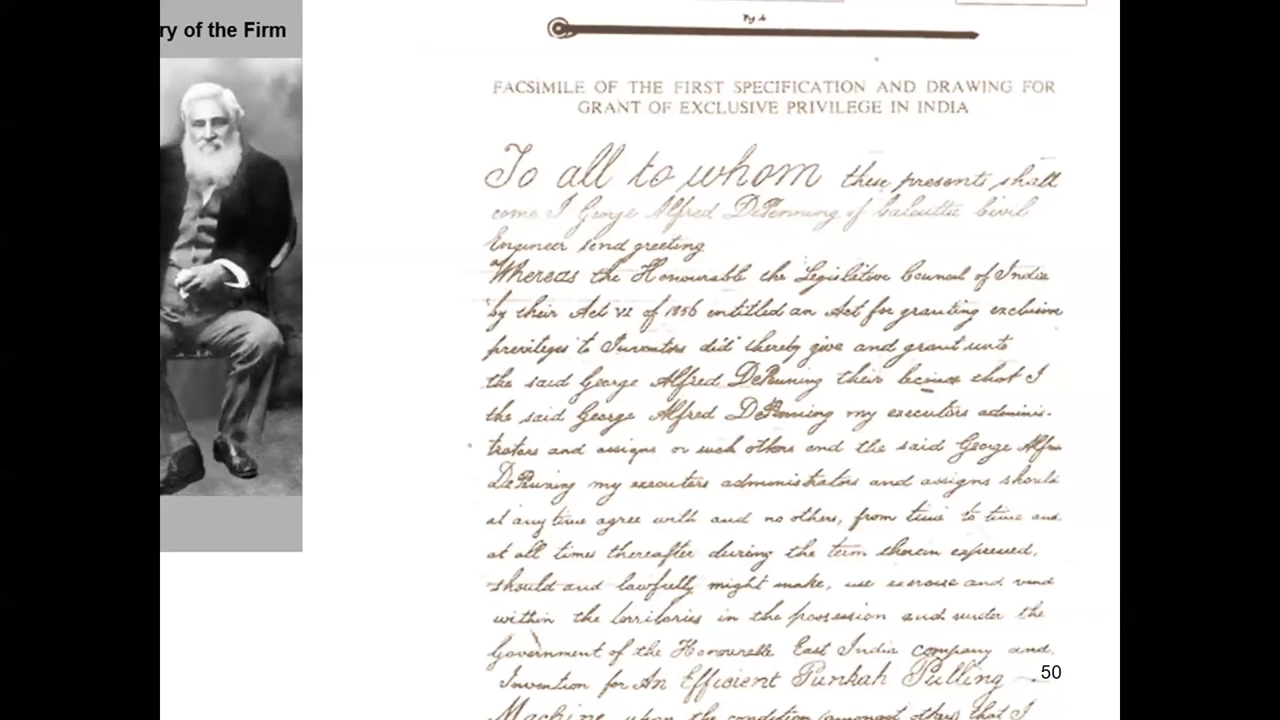 ry of the Firm
Fig 4
FACSIMILE OF THE FIRST SPECIFICATION AND DRAWING FOR
GRANT OF EXCLUSIVE PRIVILEGE IN INDIA
To all to whom these presents shall
come I George Alfred DePenning of Calcutta Civil
Engineer send greeting
Whereas the Honourable the Legislative Council of India
by their Act VI of 1856 entitled an Act for granting exclusive
privileges to Inventors did thereby give and grant unto
the said George Alfred DePenning their that I
the said George Alfred DePenning my executors adminis-
trators and assigns or such others and the said George Alfre
DePenning my executors administrators and assigns should
at any time agree with and no others, from time to time and
at all times thereafter during the term therein expressed,
should and lawfully might make, use exercise and vend
within the territories in the possession and under the
Government of the Honourable East India company and
Invention for An Efficient Punkah Pulling
Machine upon the condition (amongst others) that I
50